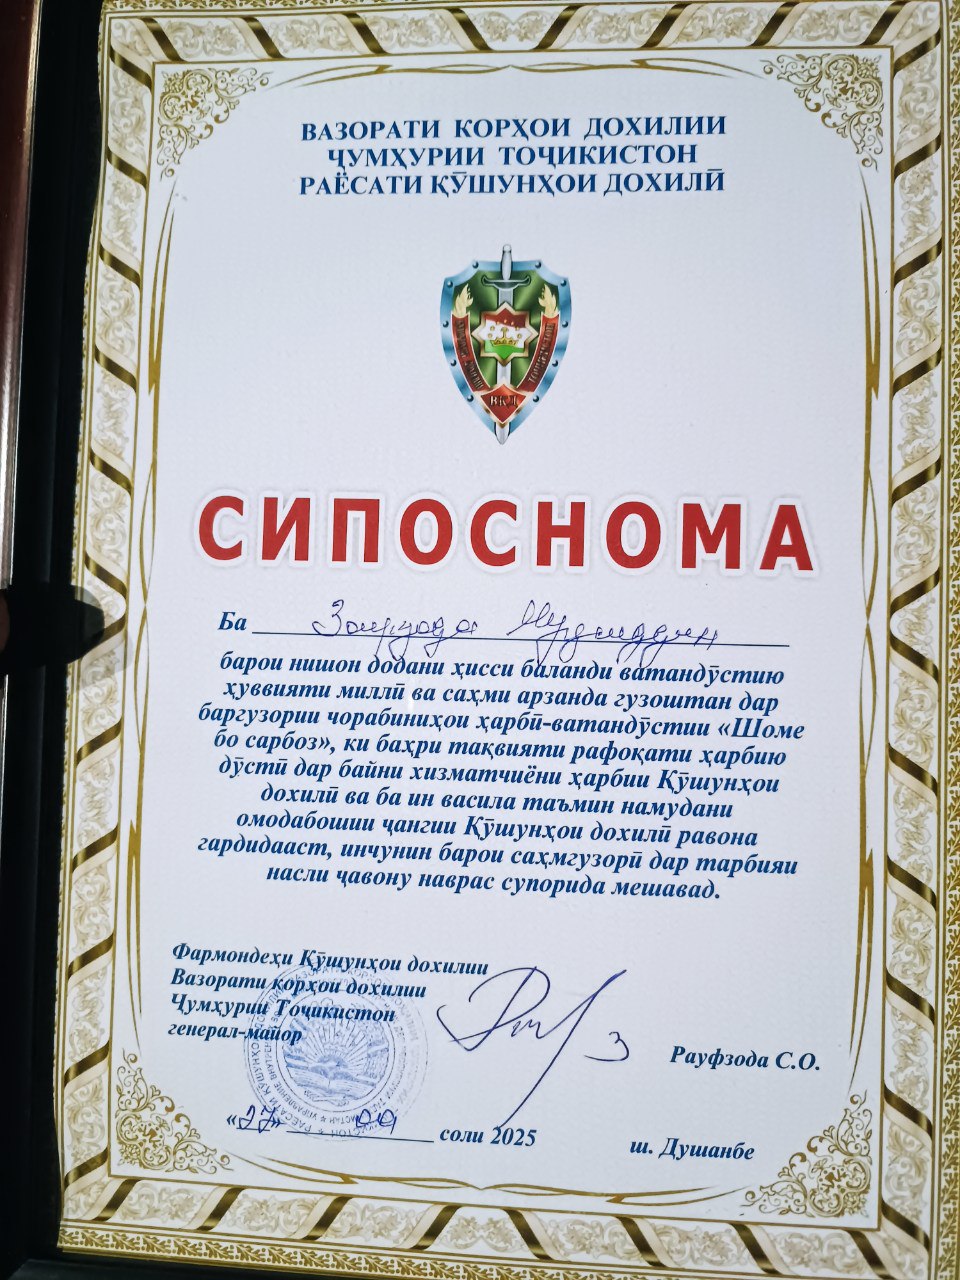 ВАЗОРАТИ КОРҲОИ ДОХИЛИИ
ҶУМҲУРИИ ТОҶИКИСТОН
РАЁСАТИ ҚӮШУНҲОИ ДОХИЛӢ
ВКД
СИПОСНОМА
Ба
барои нишон додани ҳисси баланди ватандӯстию
ҳуввияти миллӣ ва саҳми арзанда гузоштан дар
баргузории чорабиниҳои ҳарбӣ-ватандӯстии «Шоме
бо сарбоз», ки баҳри тақвияти рафоқати ҳарбию
дӯстӣ дар байни хизматчиёни ҳарбии Қӯшунҳои
дохилӣ ва ба ин васила таъмин намудани
омодабошии ҷангии Қӯшунҳои дохилӣ равона
гардидааст, инчунин барои саҳмгузорӣ дар тарбияи
насли ҷавону наврас супорида мешавад.
Фармондеҳи Қӯшунҳои дохилии
Вазорати корҳои дохилии
Ҷумҳурии Тоҷикистон
генерал-майор
Рауфзода С.О.
«27» соли 2025
ш. Душанбе